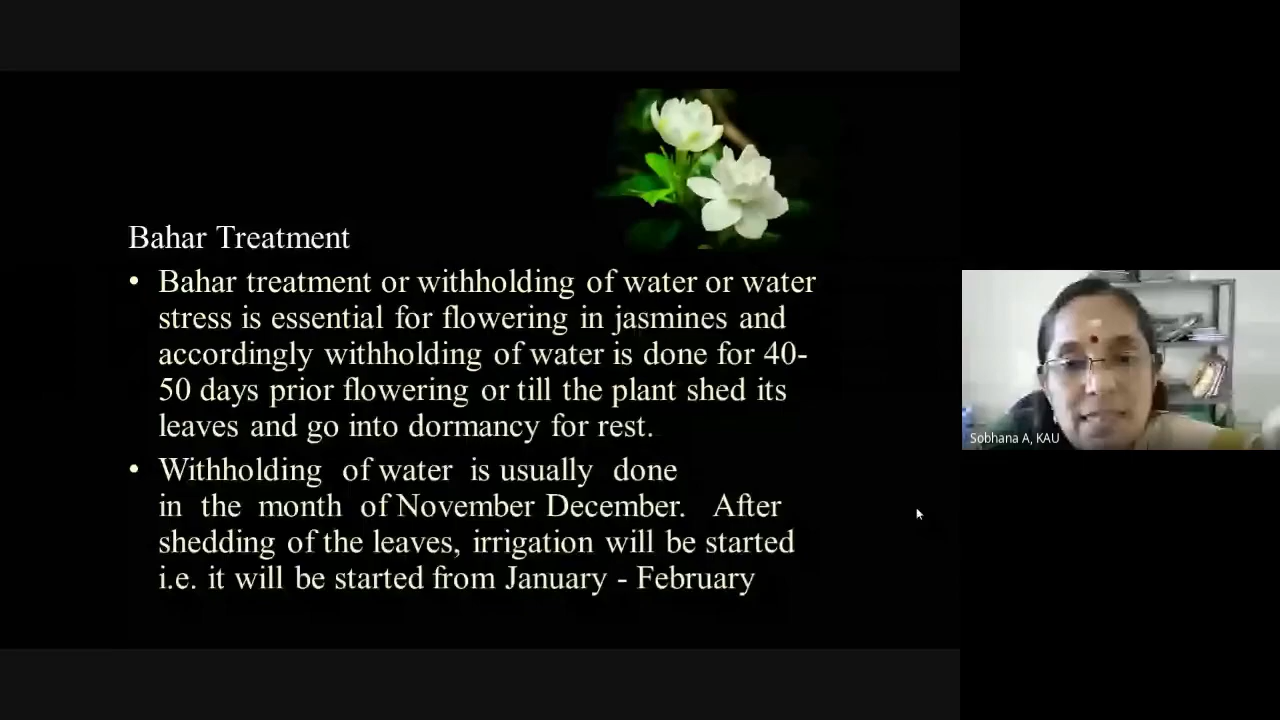 Bahar Treatment
• Bahar treatment or withholding of water or water
stress is essential for flowering in jasmines and
accordingly withholding of water is done for 40-
50 days prior flowering or till the plant shed its
leaves and go into dormancy for rest.
• Withholding of water is usually done
in the month of November December. After
shedding of the leaves, irrigation will be started
i.e. it will be started from January - February
Sobhana A, KAU